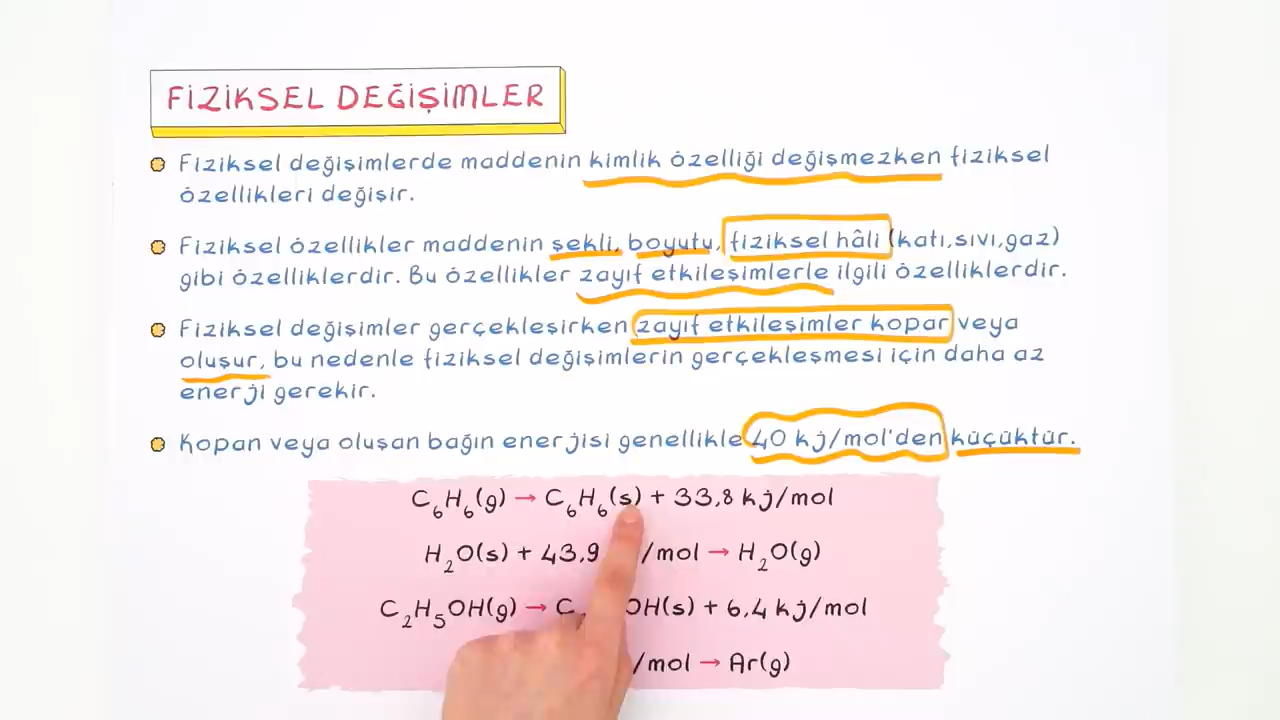 FİZİKSEL DEĞİŞİMLER
Fiziksel değişimlerde maddenin kimlik özelliği değişmezken fiziksel
özellikleri değişir.
Fiziksel özellikler maddenin şekli, boyutu, fiziksel hâli (katı,sıvı,gaz)
gibi özelliklerdir. Bu özellikler zayıf etkileşimlerle ilgili özelliklerdir.
Fiziksel değişimler gerçekleşirken zayıf etkileşimler kopar veya
oluşur, bu nedenle fiziksel değişimlerin gerçekleşmesi için daha az
enerji gerekir.
Kopan veya oluşan bağın enerjisi genellikle 40 kj/mol'den küçüktür.
C₆H₆(g) → C₆H₆(s) + 33,8 kj/mol
H₂O(s) + 43,9 /mol → H₂O(g)
C₂H₅OH(g) → C OH(s) + 6,4 kj/mol
/mol → Ar(g)